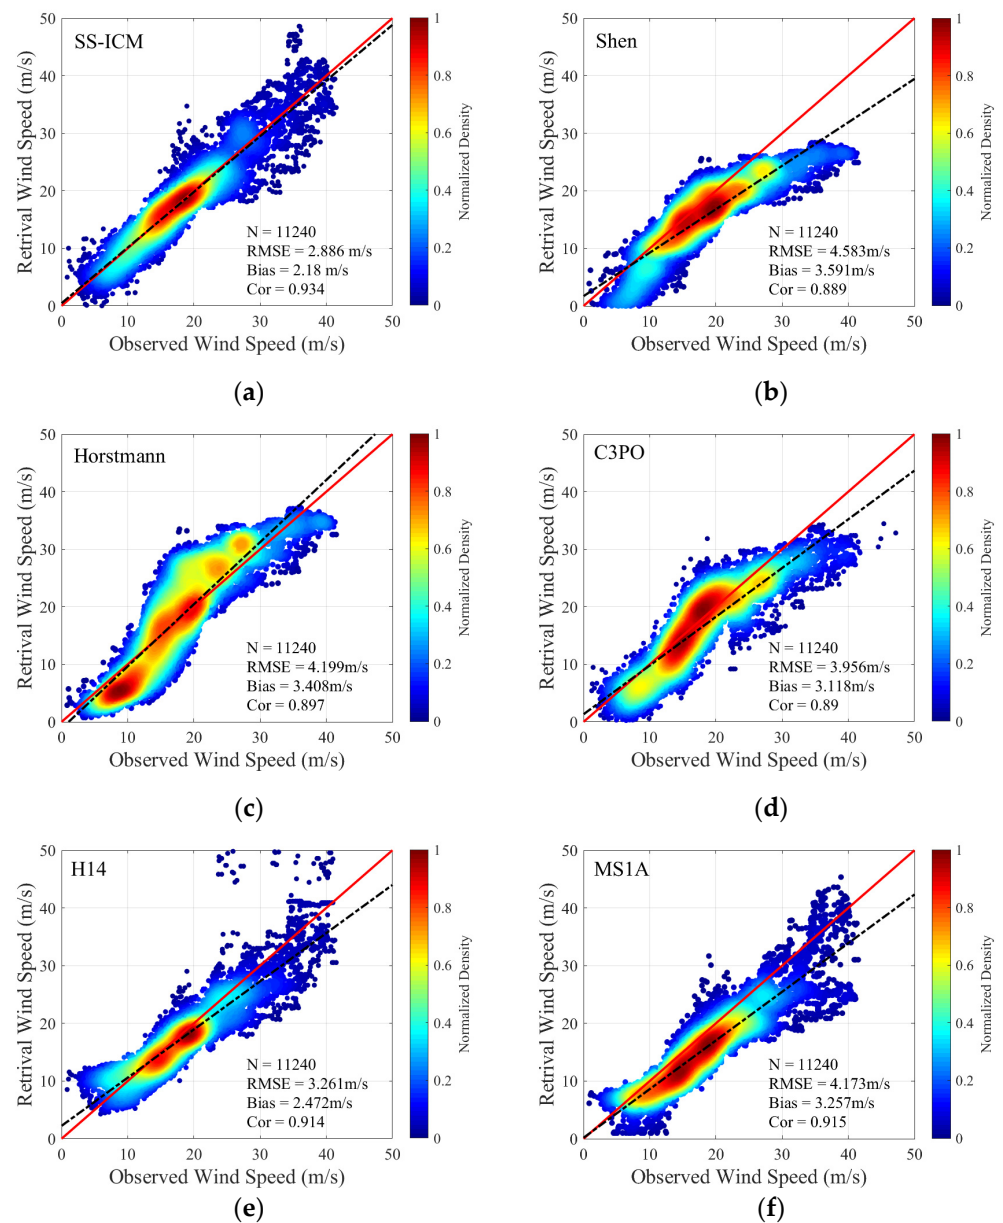 50
40
30
20
10
0
Retrival Wind Speed (m/s)
SS-ICM
N = 11240
RMSE = 2.886 m/s
Bias = 2.18 m/s
Cor = 0.934
0 10 20 30 40 50
Observed Wind Speed (m/s)
1
0.8
0.6
0.4
0.2
0
Normalized Density
(a)
50
40
30
20
10
0
Retrival Wind Speed (m/s)
Shen
N = 11240
RMSE = 4.583m/s
Bias = 3.591m/s
Cor = 0.889
0 10 20 30 40 50
Observed Wind Speed (m/s)
1
0.8
0.6
0.4
0.2
0
Normalized Density
(b)
50
40
30
20
10
0
Retrival Wind Speed (m/s)
Horstmann
N = 11240
RMSE = 4.199m/s
Bias = 3.408m/s
Cor = 0.897
0 10 20 30 40 50
Observed Wind Speed (m/s)
1
0.8
0.6
0.4
0.2
0
Normalized Density
(c)
50
40
30
20
10
0
Retrival Wind Speed (m/s)
C3PO
N = 11240
RMSE = 3.956m/s
Bias = 3.118m/s
Cor = 0.89
0 10 20 30 40 50
Observed Wind Speed (m/s)
1
0.8
0.6
0.4
0.2
0
Normalized Density
(d)
50
40
30
20
10
0
Retrival Wind Speed (m/s)
H14
N = 11240
RMSE = 3.261m/s
Bias = 2.472m/s
Cor = 0.914
0 10 20 30 40 50
Observed Wind Speed (m/s)
1
0.8
0.6
0.4
0.2
0
Normalized Density
(e)
50
40
30
20
10
0
Retrival Wind Speed (m/s)
MS1A
N = 11240
RMSE = 4.173m/s
Bias = 3.257m/s
Cor = 0.915
0 10 20 30 40 50
Observed Wind Speed (m/s)
1
0.8
0.6
0.4
0.2
0
Normalized Density
(f)